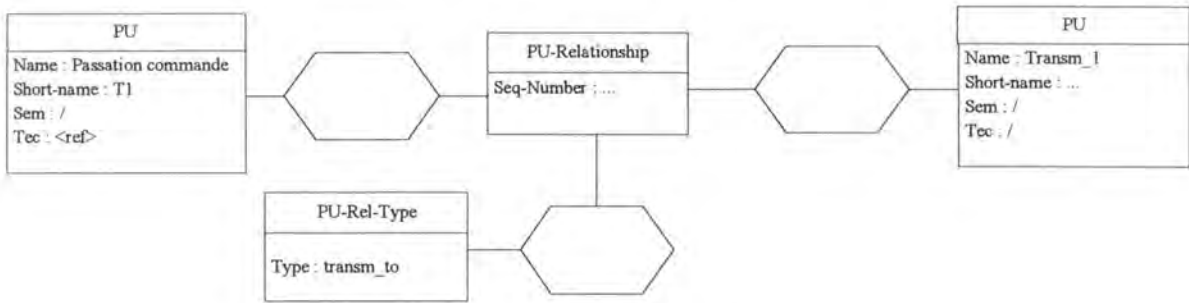 PU
Name : Passation commande
Short-name : T1
Sem : /
Tec : <ref>
PU-Relationship
Seq-Number : ...
PU
Name : Transm_1
Short-name : ...
Sem : /
Tec : /
PU-Rel-Type
Type : transm_to